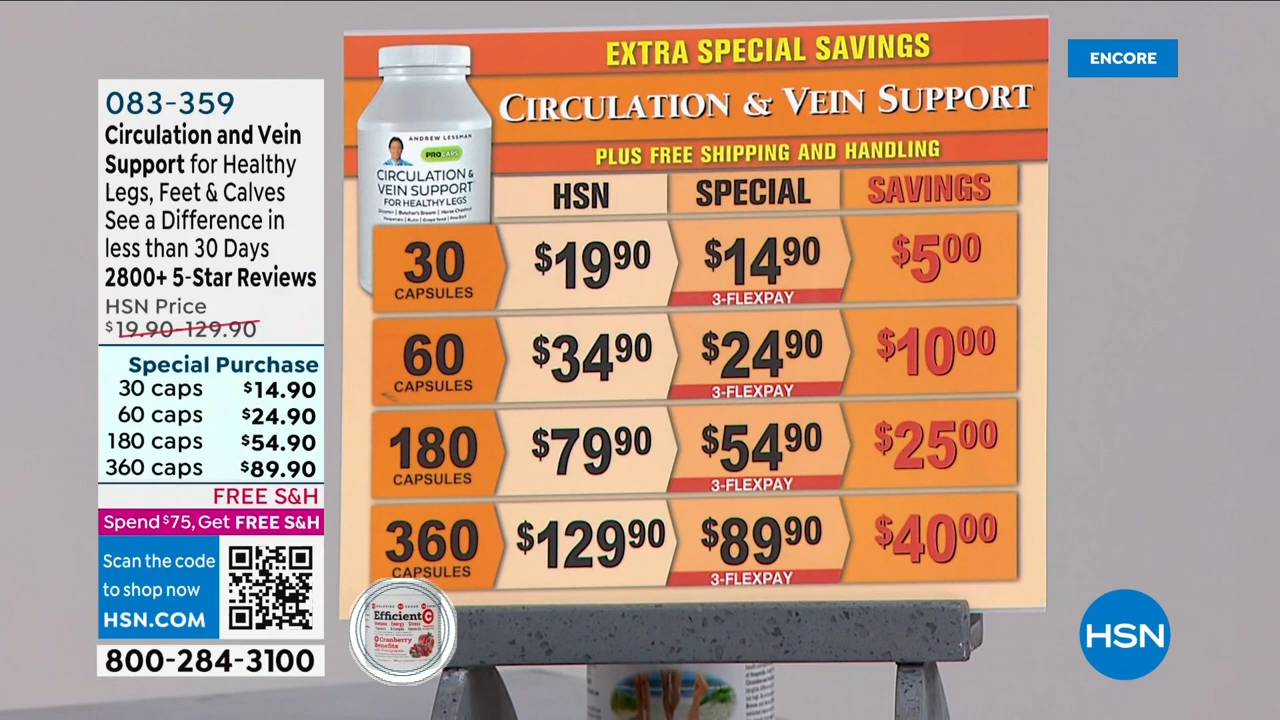 083-359
Circulation and Vein
Support for Healthy
Legs, Feet & Calves
See a Difference in
less than 30 Days
2800+ 5-Star Reviews
HSN Price
$19.90-129.90
Special Purchase
30 caps $14.90
60 caps $24.90
180 caps $54.90
360 caps $89.90
FREE S&H
Spend $75, Get FREE S&H
Scan the code
to shop now
HSN.COM
800-284-3100
EXTRA SPECIAL SAVINGS
CIRCULATION & VEIN SUPPORT
PLUS FREE SHIPPING AND HANDLING
ANDREW LESSMAN
PROCAPS
CIRCULATION &
VEIN SUPPORT
FOR HEALTHY LEGS
HSN SPECIAL SAVINGS
30 CAPSULES $19.90 $14.90 $5.00
3-FLEXPAY
60 CAPSULES $34.90 $24.90 $10.00
3-FLEXPAY
180 CAPSULES $79.90 $54.90 $25.00
3-FLEXPAY
360 CAPSULES $129.90 $89.90 $40.00
3-FLEXPAY
Efficient C
Cranberry
Benefits
ENCORE
HSN